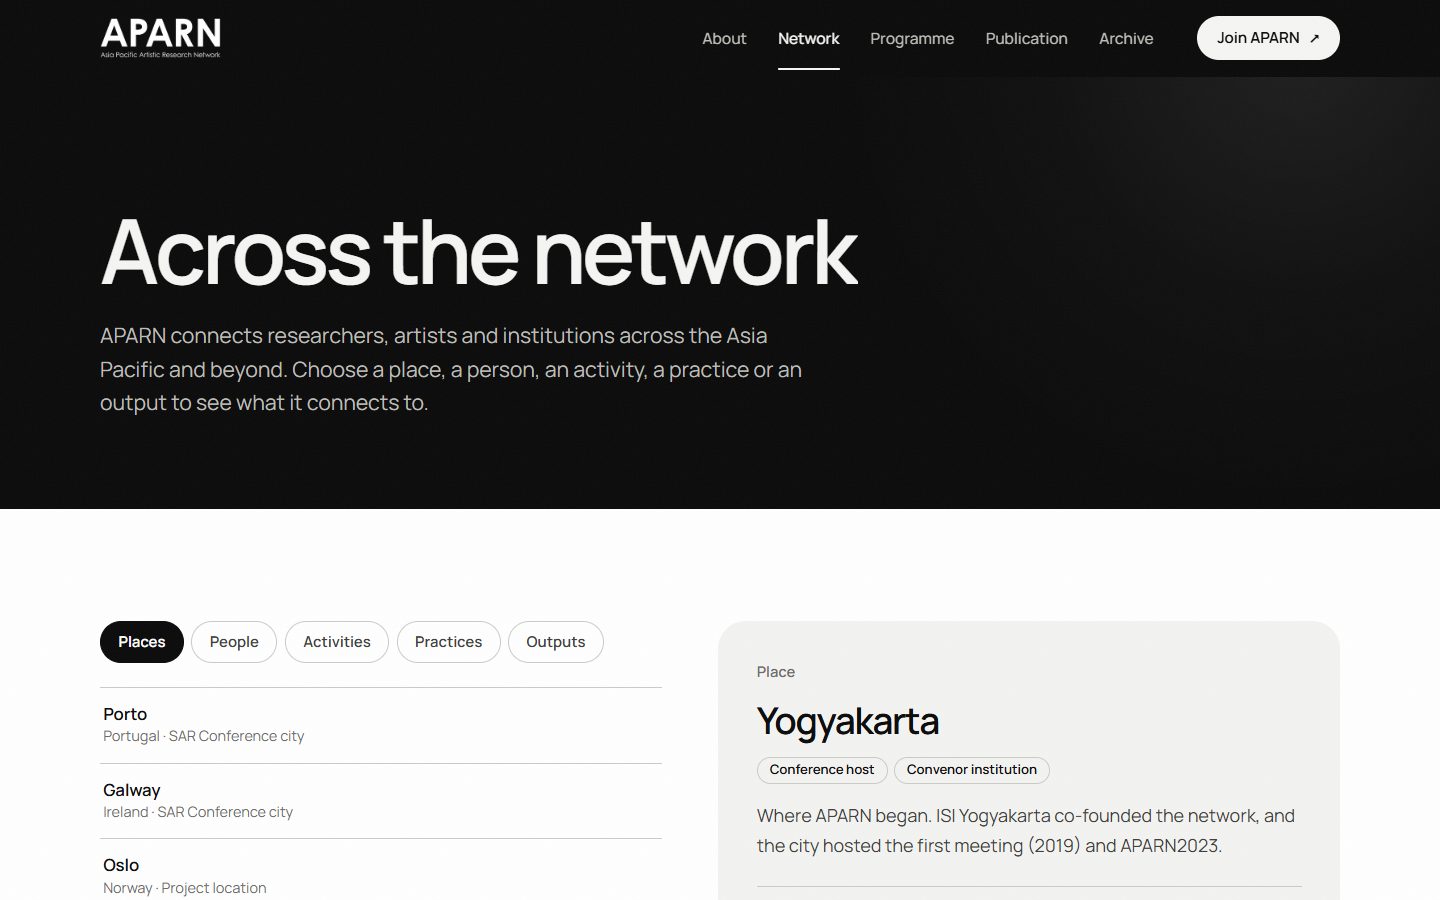 APARN
Asia Pacific Artistic Research Network
About
Network
Programme
Publication
Archive
Join APARN ↗
Across the network
APARN connects researchers, artists and institutions across the Asia
Pacific and beyond. Choose a place, a person, an activity, a practice or an
output to see what it connects to.
Places
People
Activities
Practices
Outputs
Porto
Portugal · SAR Conference city
Galway
Ireland · SAR Conference city
Oslo
Norway · Project location
Place
Yogyakarta
Conference host
Convenor institution
Where APARN began. ISI Yogyakarta co-founded the network, and
the city hosted the first meeting (2019) and APARN2023.